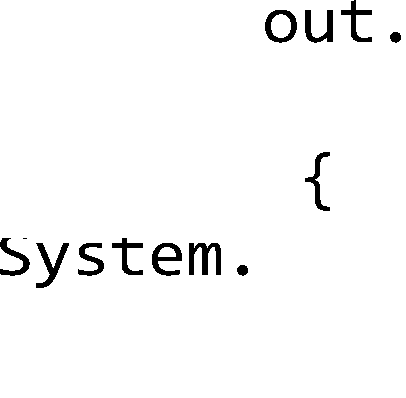 out.
{
System.